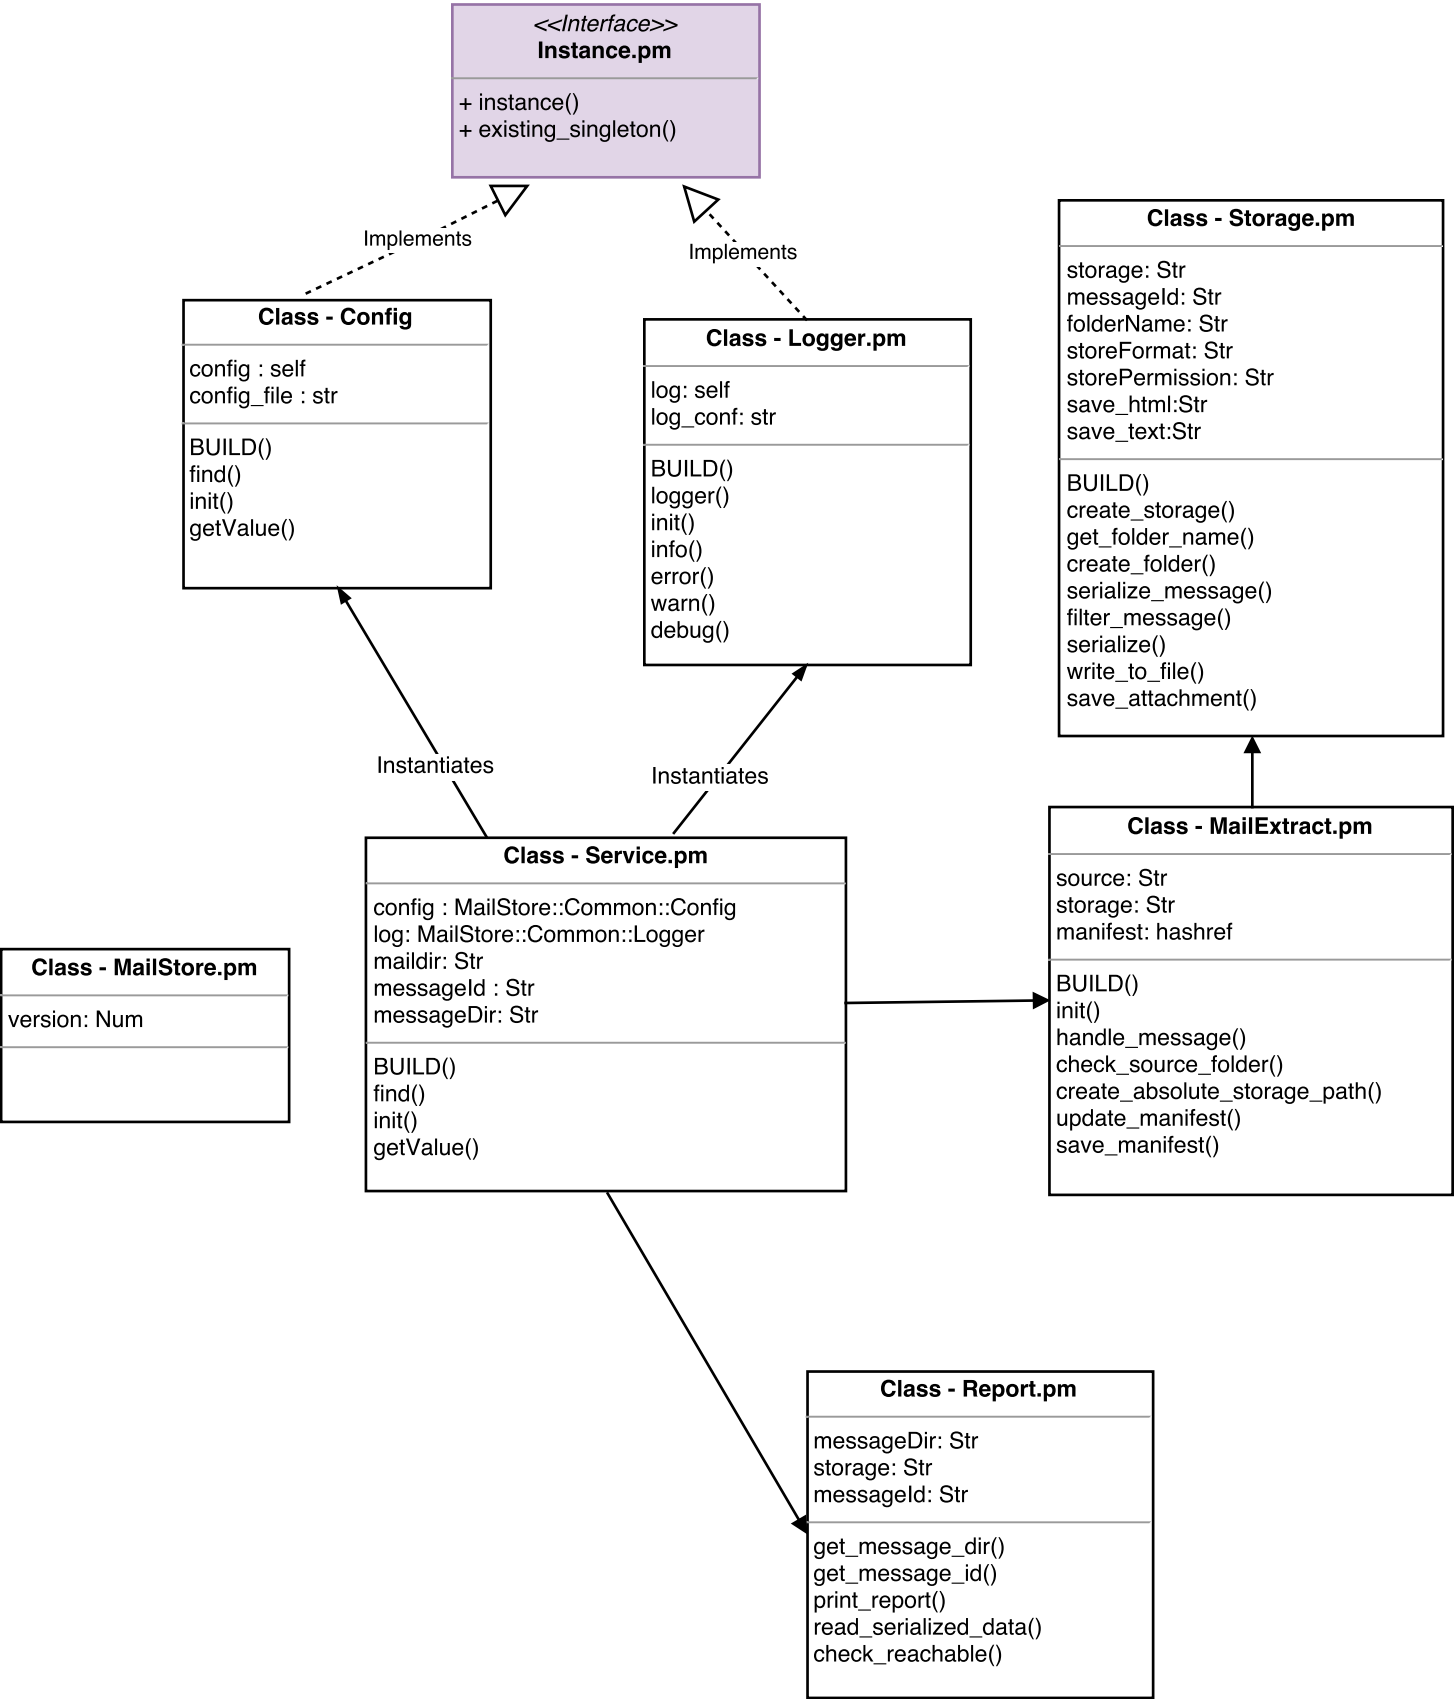 <<Interface>>
Instance.pm
+ instance()
+ existing_singleton()
Implements
Implements
Class - Config
config : self
config_file : str
BUILD()
find()
init()
getValue()
Class - Logger.pm
log: self
log_conf: str
BUILD()
logger()
init()
info()
error()
warn()
debug()
Class - Storage.pm
storage: Str
messageId: Str
folderName: Str
storeFormat: Str
storePermission: Str
save_html:Str
save_text:Str
BUILD()
create_storage()
get_folder_name()
create_folder()
serialize_message()
filter_message()
serialize()
write_to_file()
save_attachment()
Instantiates
Instantiates
Class - MailStore.pm
version: Num
Class - Service.pm
config : MailStore::Common::Config
log: MailStore::Common::Logger
maildir: Str
messageId : Str
messageDir: Str
BUILD()
find()
init()
getValue()
Class - MailExtract.pm
source: Str
storage: Str
manifest: hashref
BUILD()
init()
handle_message()
check_source_folder()
create_absolute_storage_path()
update_manifest()
save_manifest()
Class - Report.pm
messageDir: Str
storage: Str
messageId: Str
get_message_dir()
get_message_id()
print_report()
read_serialized_data()
check_reachable()